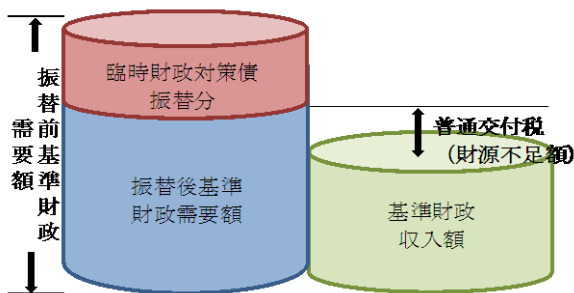 振替前基準財政
需要額
臨時財政対策債
振替分
振替後基準
財政需要額
普通交付税
（財源不足額）
基準財政
収入額